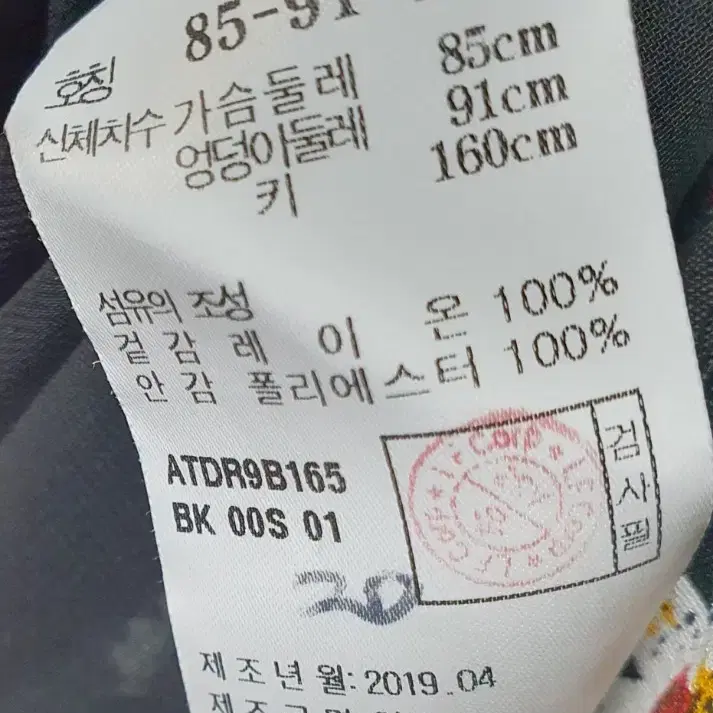 호칭 85-91
신체치수 가슴둘레 85cm
엉덩이둘레 91cm
키 160cm
섬유의 조성
겉감 레이온 100%
안감 폴리에스터 100%
ATDR9B165
BK 00S 01
검사필
20
제조년월: 2019.04